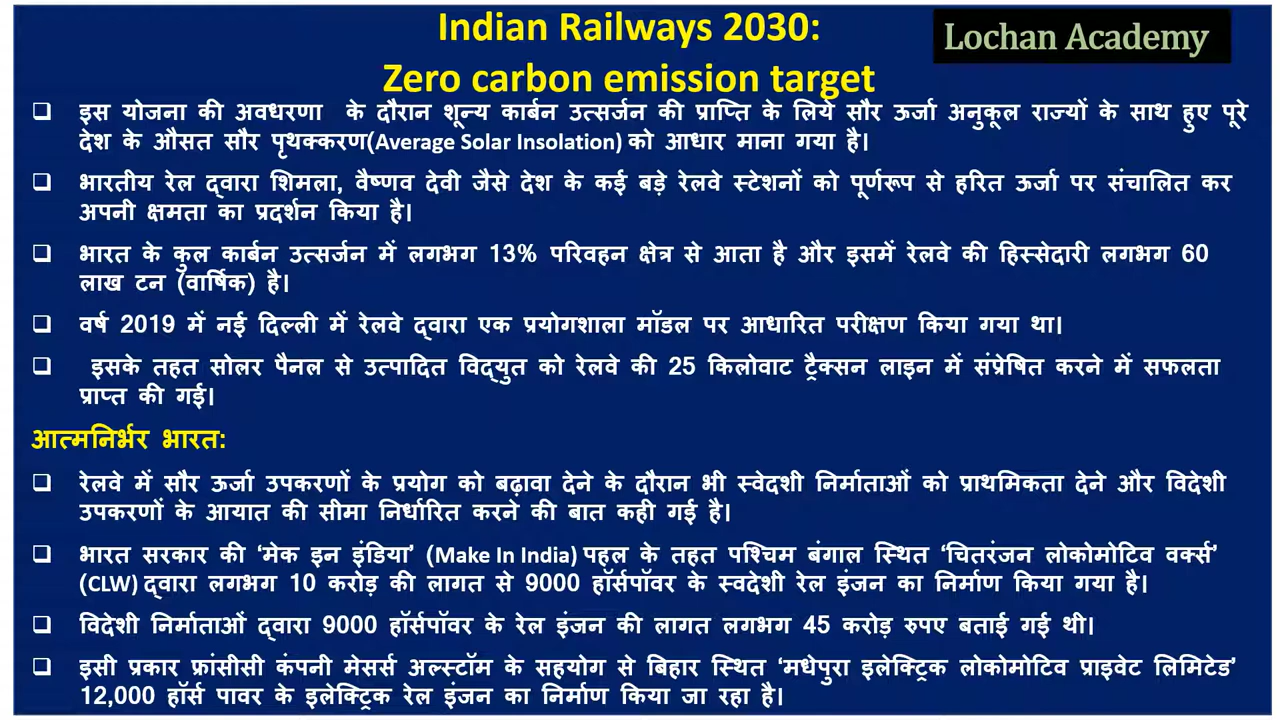 Indian Railways 2030:
Lochan Academy
Zero carbon emission target
❑ इस योजना की अवधरणा के दौरान शून्य कार्बन उत्सर्जन की प्राप्ति के लिये सौर ऊर्जा अनुकूल राज्यों के साथ हुए पूरे
देश के औसत सौर पृथक्करण(Average Solar Insolation) को आधार माना गया है।
❑ भारतीय रेल द्वारा शिमला, वैष्णव देवी जैसे देश के कई बड़े रेलवे स्टेशनों को पूर्णरूप से हरित ऊर्जा पर संचालित कर
अपनी क्षमता का प्रदर्शन किया है।
❑ भारत के कुल कार्बन उत्सर्जन में लगभग 13% परिवहन क्षेत्र से आता है और इसमें रेलवे की हिस्सेदारी लगभग 60
लाख टन (वार्षिक) है।
❑ वर्ष 2019 में नई दिल्ली में रेलवे द्वारा एक प्रयोगशाला मॉडल पर आधारित परीक्षण किया गया था।
❑ इसके तहत सोलर पैनल से उत्पादित विद्युत को रेलवे की 25 किलोवाट ट्रैक्सन लाइन में संप्रेषित करने में सफलता
प्राप्त की गई।
आत्मनिर्भर भारत:
❑ रेलवे में सौर ऊर्जा उपकरणों के प्रयोग को बढ़ावा देने के दौरान भी स्वेदशी निर्माताओं को प्राथमिकता देने और विदेशी
उपकरणों के आयात की सीमा निर्धारित करने की बात कही गई है।
❑ भारत सरकार की ‘मेक इन इंडिया’ (Make In India) पहल के तहत पश्चिम बंगाल स्थित ‘चितरंजन लोकोमोटिव वर्क्स’
(CLW) द्वारा लगभग 10 करोड़ की लागत से 9000 हॉर्सपॉवर के स्वदेशी रेल इंजन का निर्माण किया गया है।
❑ विदेशी निर्माताओं द्वारा 9000 हॉर्सपॉवर के रेल इंजन की लागत लगभग 45 करोड़ रुपए बताई गई थी।
❑ इसी प्रकार फ्रांसीसी कंपनी मेसर्स अल्स्टॉम के सहयोग से बिहार स्थित ‘मधेपुरा इलेक्ट्रिक लोकोमोटिव प्राइवेट लिमिटेड’
12,000 हॉर्स पावर के इलेक्ट्रिक रेल इंजन का निर्माण किया जा रहा है।